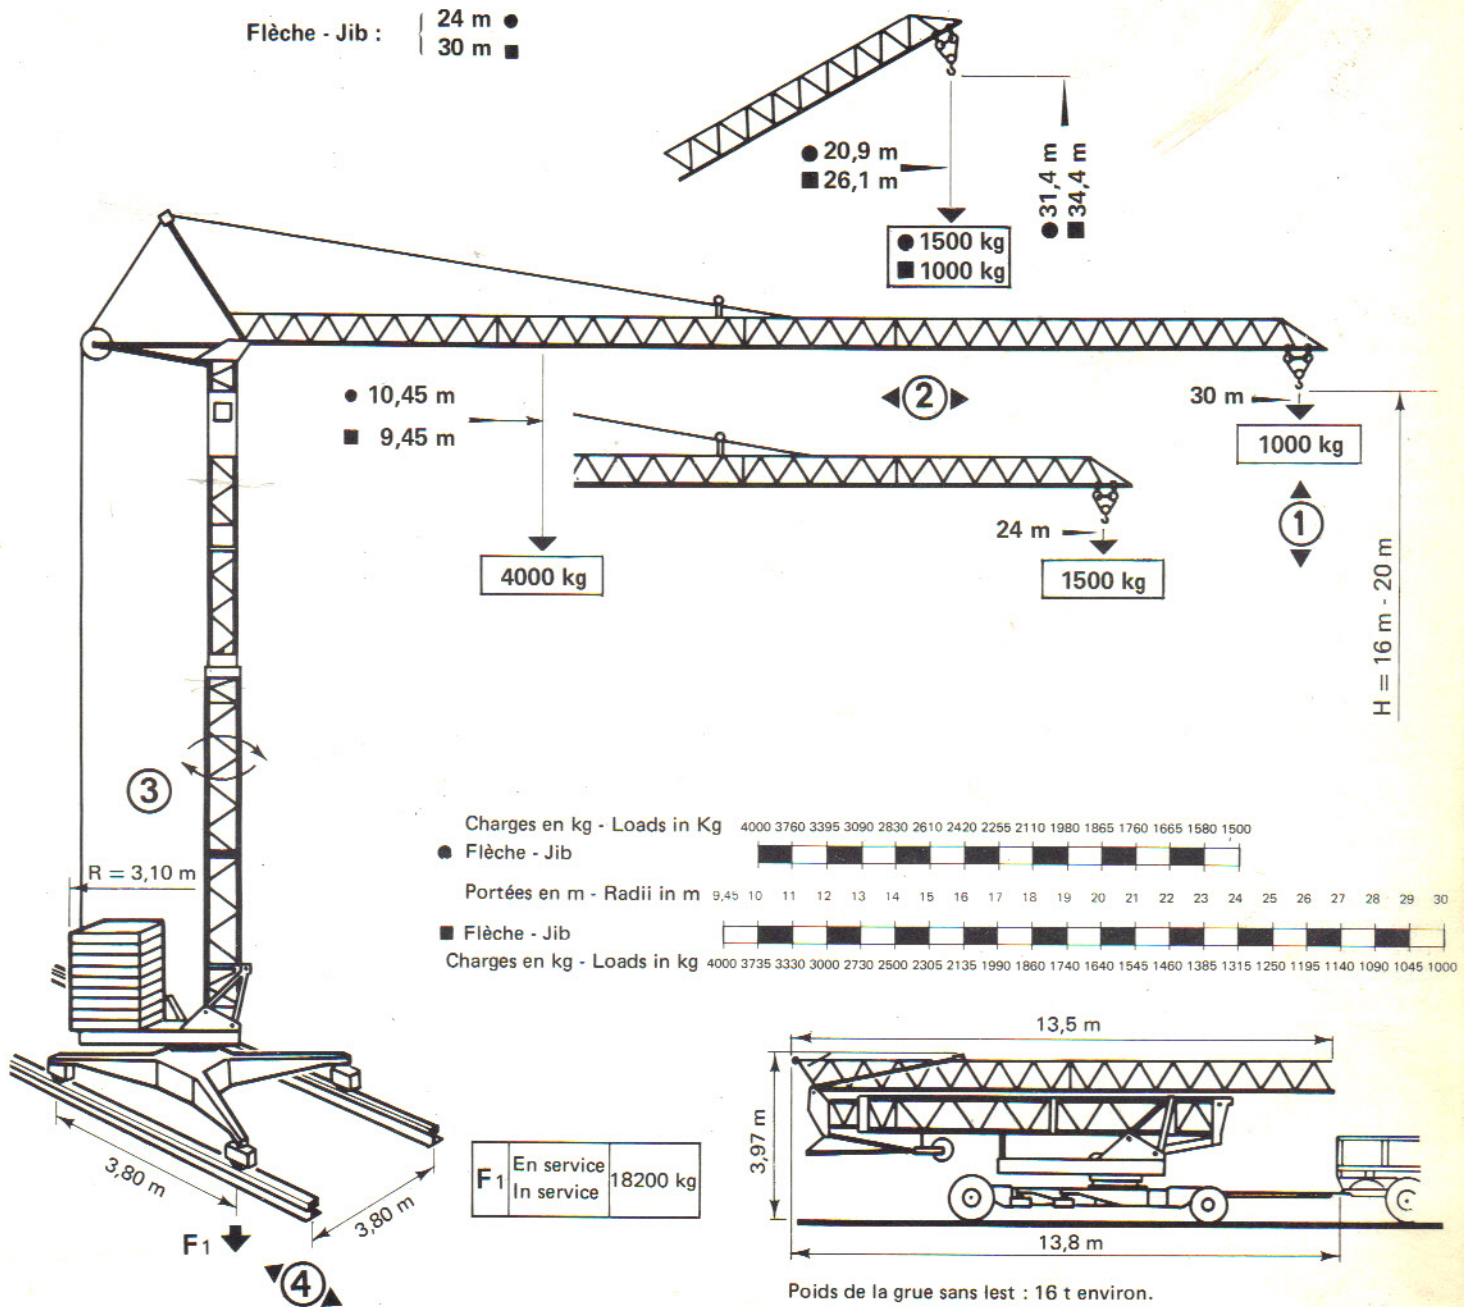 Flèche - Jib :
24 m ●
30 m ■
● 20,9 m
■ 26,1 m
● 31,4 m
■ 34,4 m
● 1500 kg
■ 1000 kg
● 10,45 m
■ 9,45 m
2
30 m
1000 kg
1
24 m
4000 kg
1500 kg
H = 16 m - 20 m
3
R = 3,10 m
Charges en kg - Loads in Kg 4000 3760 3395 3090 2830 2610 2420 2255 2110 1980 1865 1760 1665 1580 1500
● Flèche - Jib
Portées en m - Radii in m 9,45 10 11 12 13 14 15 16 17 18 19 20 21 22 23 24 25 26 27 28 29 30
■ Flèche - Jib
Charges en kg - Loads in kg 4000 3735 3330 3000 2730 2500 2305 2135 1990 1860 1740 1640 1545 1460 1385 1315 1250 1195 1140 1090 1045 1000
13,5 m
3,97 m
13,8 m
3,80 m
3,80 m
F1
4
F1
En service
In service
18200 kg
Poids de la grue sans lest : 16 t environ.